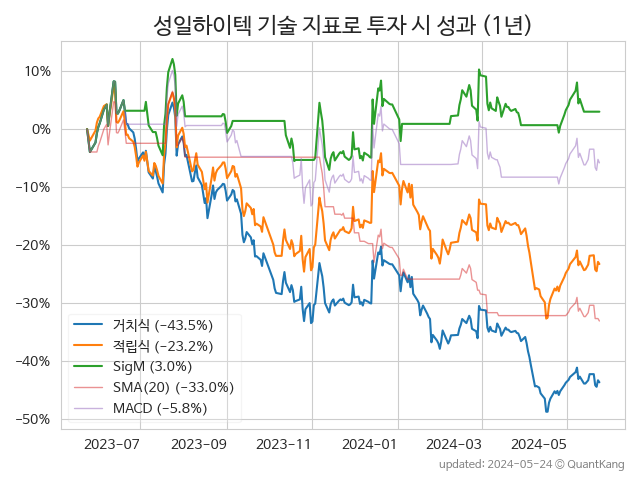 성일하이텍 기술 지표로 투자 시 성과 (1년)
10%
0%
−10%
−20%
−30%
−40%
−50%
거치식 (−43.5%)
적립식 (−23.2%)
SigM (3.0%)
SMA(20) (−33.0%)
MACD (−5.8%)
2023−07 2023−09 2023−11 2024−01 2024−03 2024−05
updated: 2024−05−24 © QuantKang